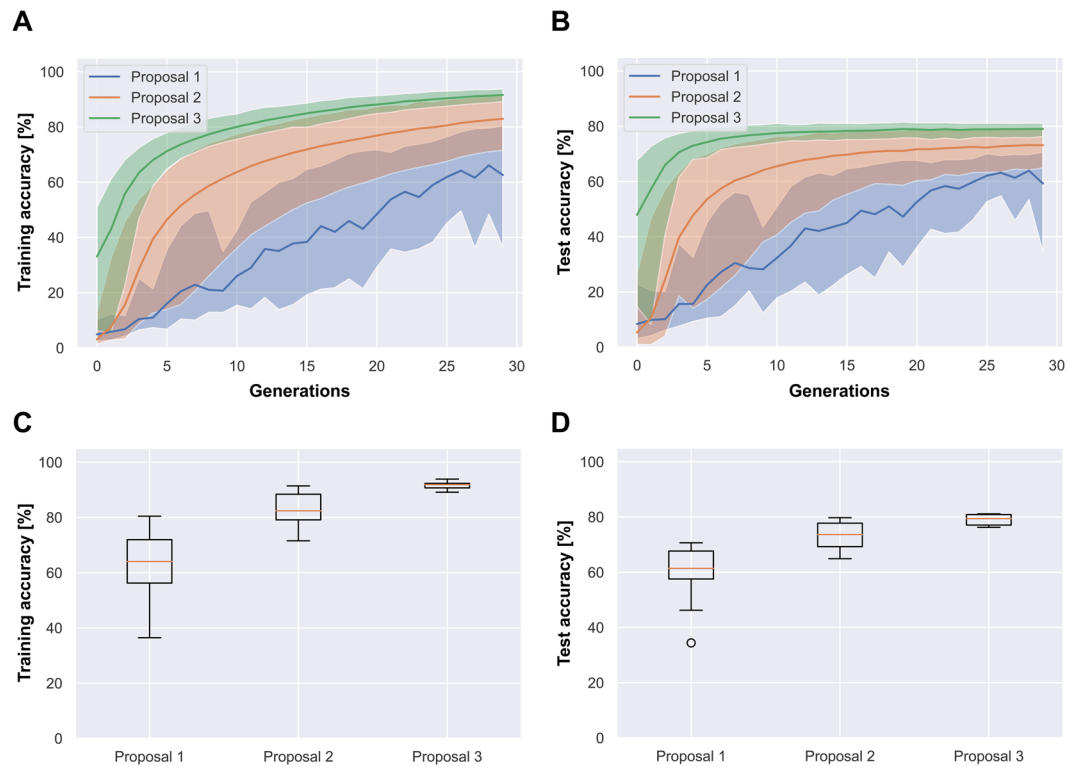 A
Training accuracy [%]
100
80
60
40
20
0
Proposal 1
Proposal 2
Proposal 3
0 5 10 15 20 25 30
Generations
B
Test accuracy [%]
100
80
60
40
20
0
Proposal 1
Proposal 2
Proposal 3
0 5 10 15 20 25 30
Generations
C
Training accuracy [%]
100
80
60
40
20
0
Proposal 1 Proposal 2 Proposal 3
D
Test accuracy [%]
100
80
60
40
20
0
Proposal 1 Proposal 2 Proposal 3